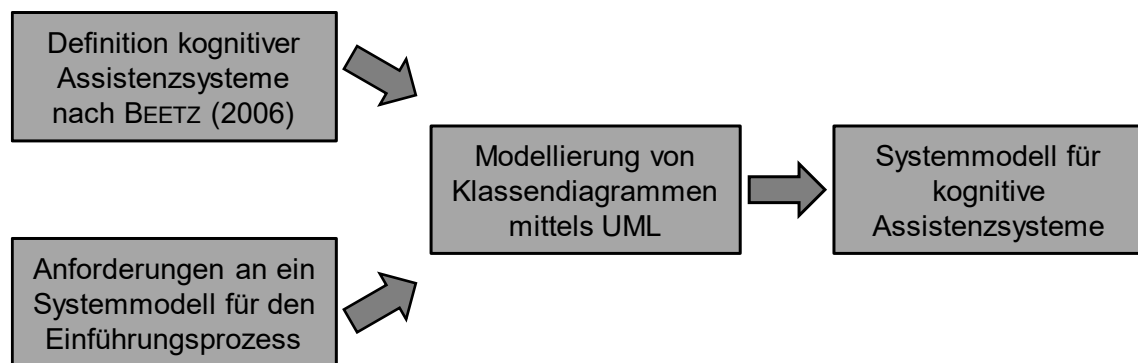 Definition kognitiver
Assistenzsysteme
nach BEETZ (2006)
Anforderungen an ein
Systemmodell für den
Einführungsprozess
Modellierung von
Klassendiagrammen
mittels UML
Systemmodell für
kognitive
Assistenzsysteme